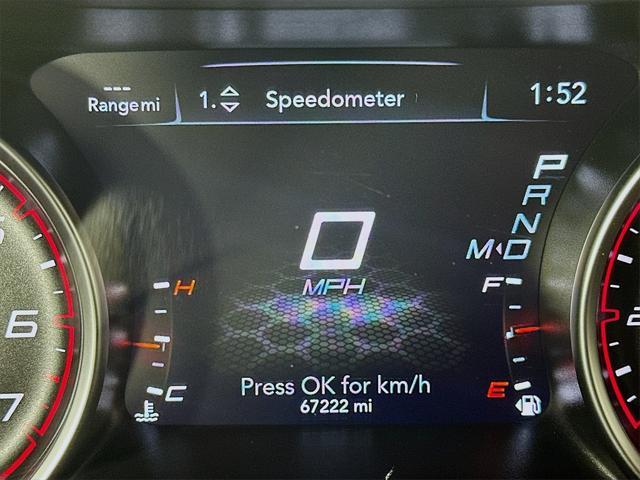 ---
Range mi
1. Speedometer
1:52
P
R
N
M D
0
MPH
H
C
F
E
Press OK for km/h
67222 mi
6
7